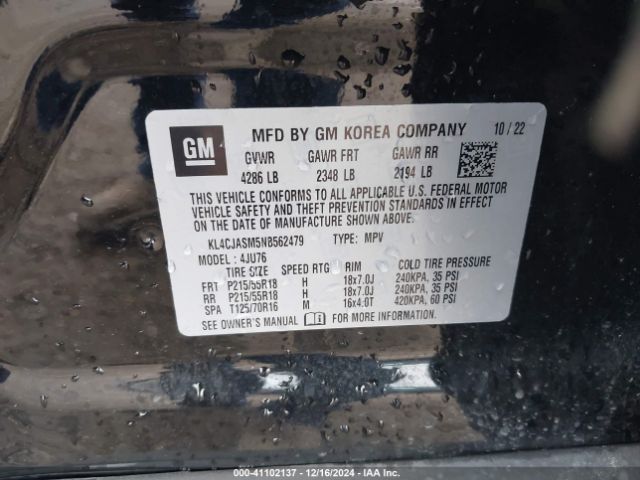 GM
MFD BY GM KOREA COMPANY 10/22
GVWR GAWR FRT GAWR RR
4286 LB 2348 LB 2194 LB
THIS VEHICLE CONFORMS TO ALL APPLICABLE U.S. FEDERAL MOTOR
VEHICLE SAFETY AND THEFT PREVENTION STANDARDS IN EFFECT
ON THE DATE OF MANUFACTURE SHOWN ABOVE.
KL4CJASM5NB562479 TYPE: MPV
MODEL: 4JU76
TIRE SIZE SPEED RTG RIM COLD TIRE PRESSURE
FRT P215/55R18 H 18x7.0J 240KPA, 35 PSI
RR P215/55R18 H 18x7.0J 240KPA, 35 PSI
SPA T125/70R16 M 16x4.0T 420KPA, 60 PSI
SEE OWNER'S MANUAL FOR MORE INFORMATION.
000-41102137 - 12/16/2024 - IAA Inc.